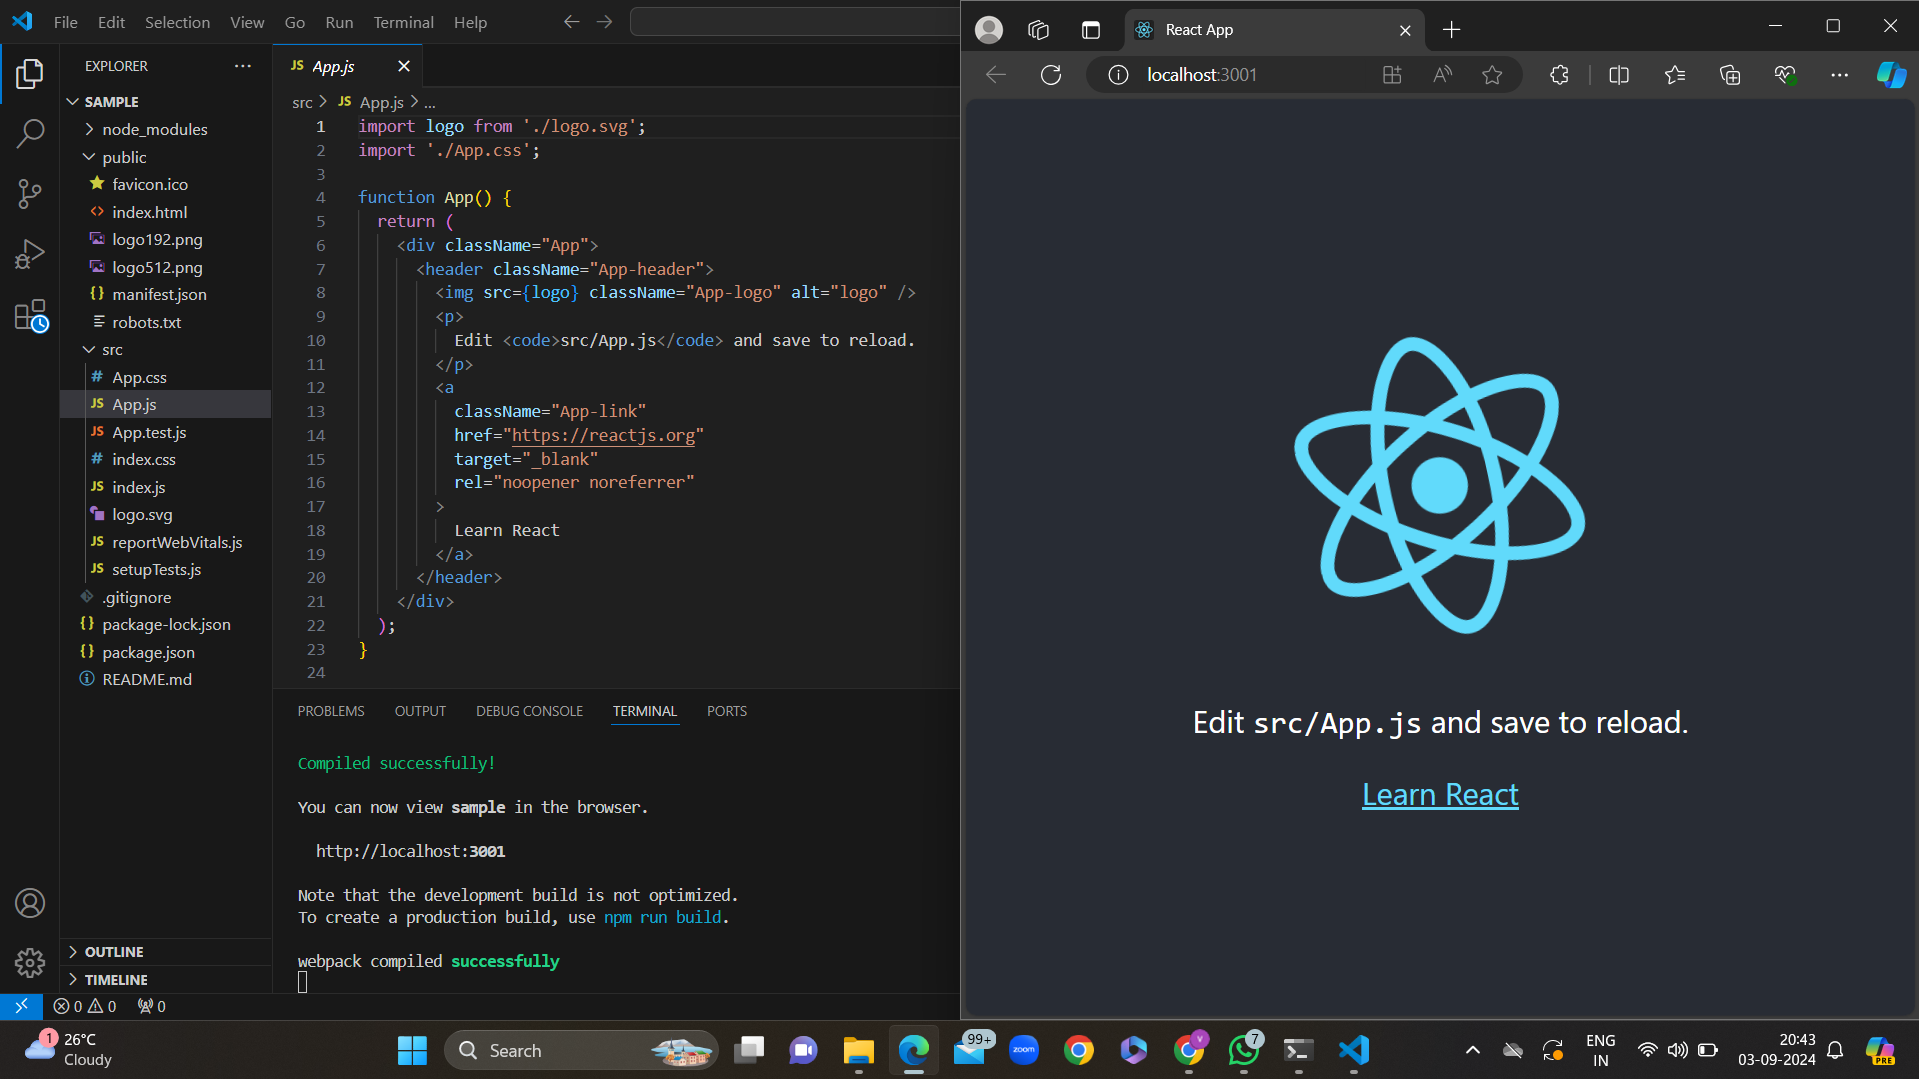 File Edit Selection View Go Run Terminal Help
EXPLORER
SAMPLE
node_modules
public
favicon.ico
index.html
logo192.png
logo512.png
manifest.json
robots.txt
src
App.css
App.js
App.test.js
index.css
index.js
logo.svg
reportWebVitals.js
setupTests.js
.gitignore
package-lock.json
package.json
README.md
OUTLINE
TIMELINE
JS App.js
src > JS App.js > ...
1 import logo from './logo.svg';
2 import './App.css';
3
4 function App() {
5 return (
6 <div className="App">
7 <header className="App-header">
8 <img src={logo} className="App-logo" alt="logo" />
9 <p>
10 Edit <code>src/App.js</code> and save to reload.
11 </p>
12 <a
13 className="App-link"
14 href="https://reactjs.org"
15 target="_blank"
16 rel="noopener noreferrer"
17 >
18 Learn React
19 </a>
20 </header>
21 </div>
22 );
23 }
24
PROBLEMS OUTPUT DEBUG CONSOLE TERMINAL PORTS
Compiled successfully!
You can now view sample in the browser.
http://localhost:3001
Note that the development build is not optimized.
To create a production build, use npm run build.
webpack compiled successfully
0 0 0
React App
localhost:3001
Edit src/App.js and save to reload.
Learn React
1
26°C
Cloudy
Search
99+
zoom
V
7
ENG
IN
20:43
03-09-2024
PRE